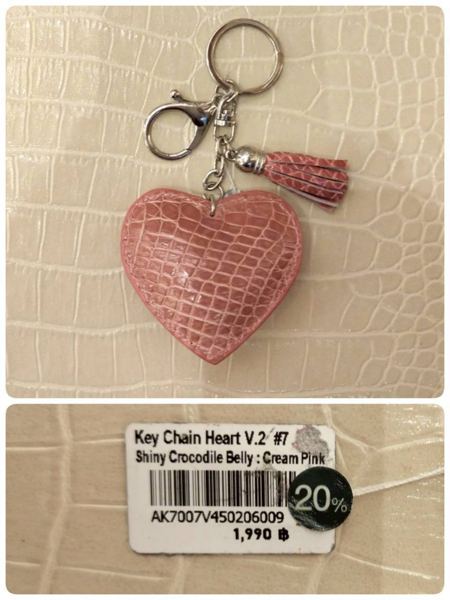 Key Chain Heart V.2 #7
Shiny Crocodile Belly : Cream Pink
20%
AK7007V450206009
1,990 ฿